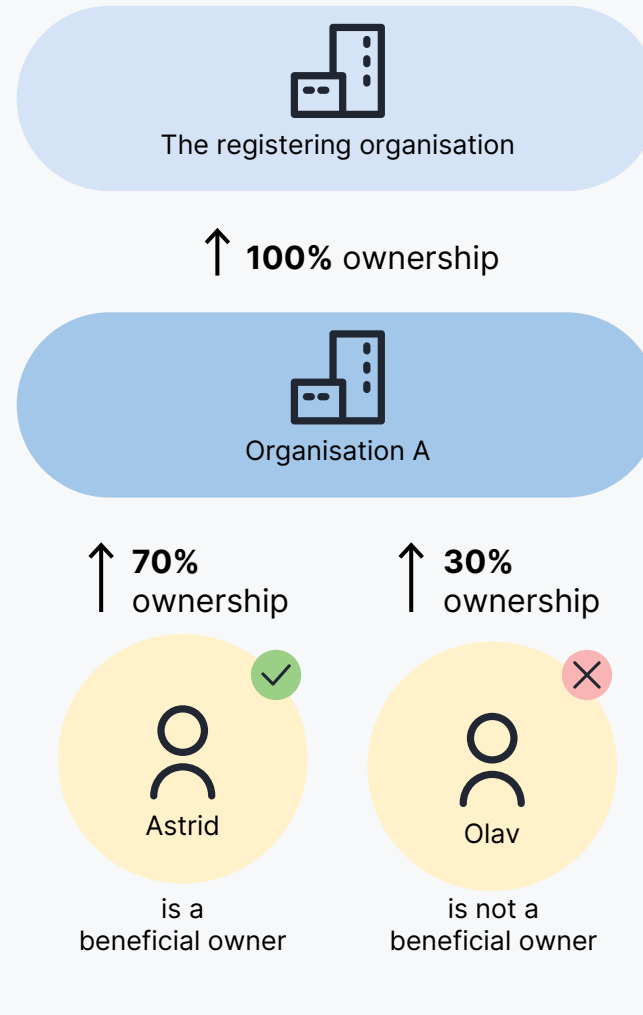 The registering organisation
100% ownership
Organisation A
70%
ownership
30%
ownership
Astrid
Olav
is a
beneficial owner
is not a
beneficial owner